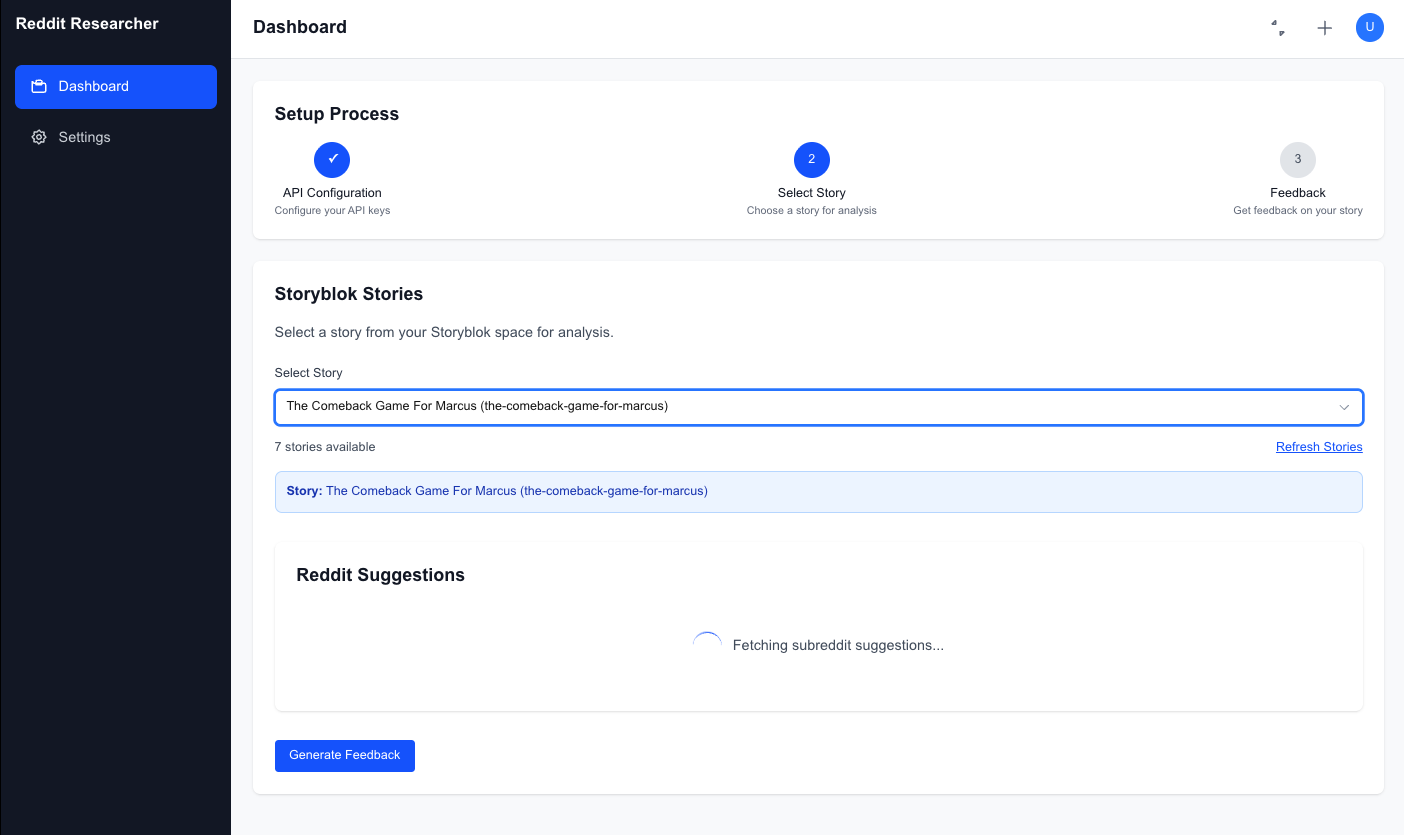 Reddit Researcher
Dashboard
Settings
Dashboard
U
Setup Process
✓
API Configuration
Configure your API keys
2
Select Story
Choose a story for analysis
3
Feedback
Get feedback on your story
Storyblok Stories
Select a story from your Storyblok space for analysis.
Select Story
The Comeback Game For Marcus (the-comeback-game-for-marcus)
7 stories available
Refresh Stories
Story: The Comeback Game For Marcus (the-comeback-game-for-marcus)
Reddit Suggestions
Fetching subreddit suggestions...
Generate Feedback